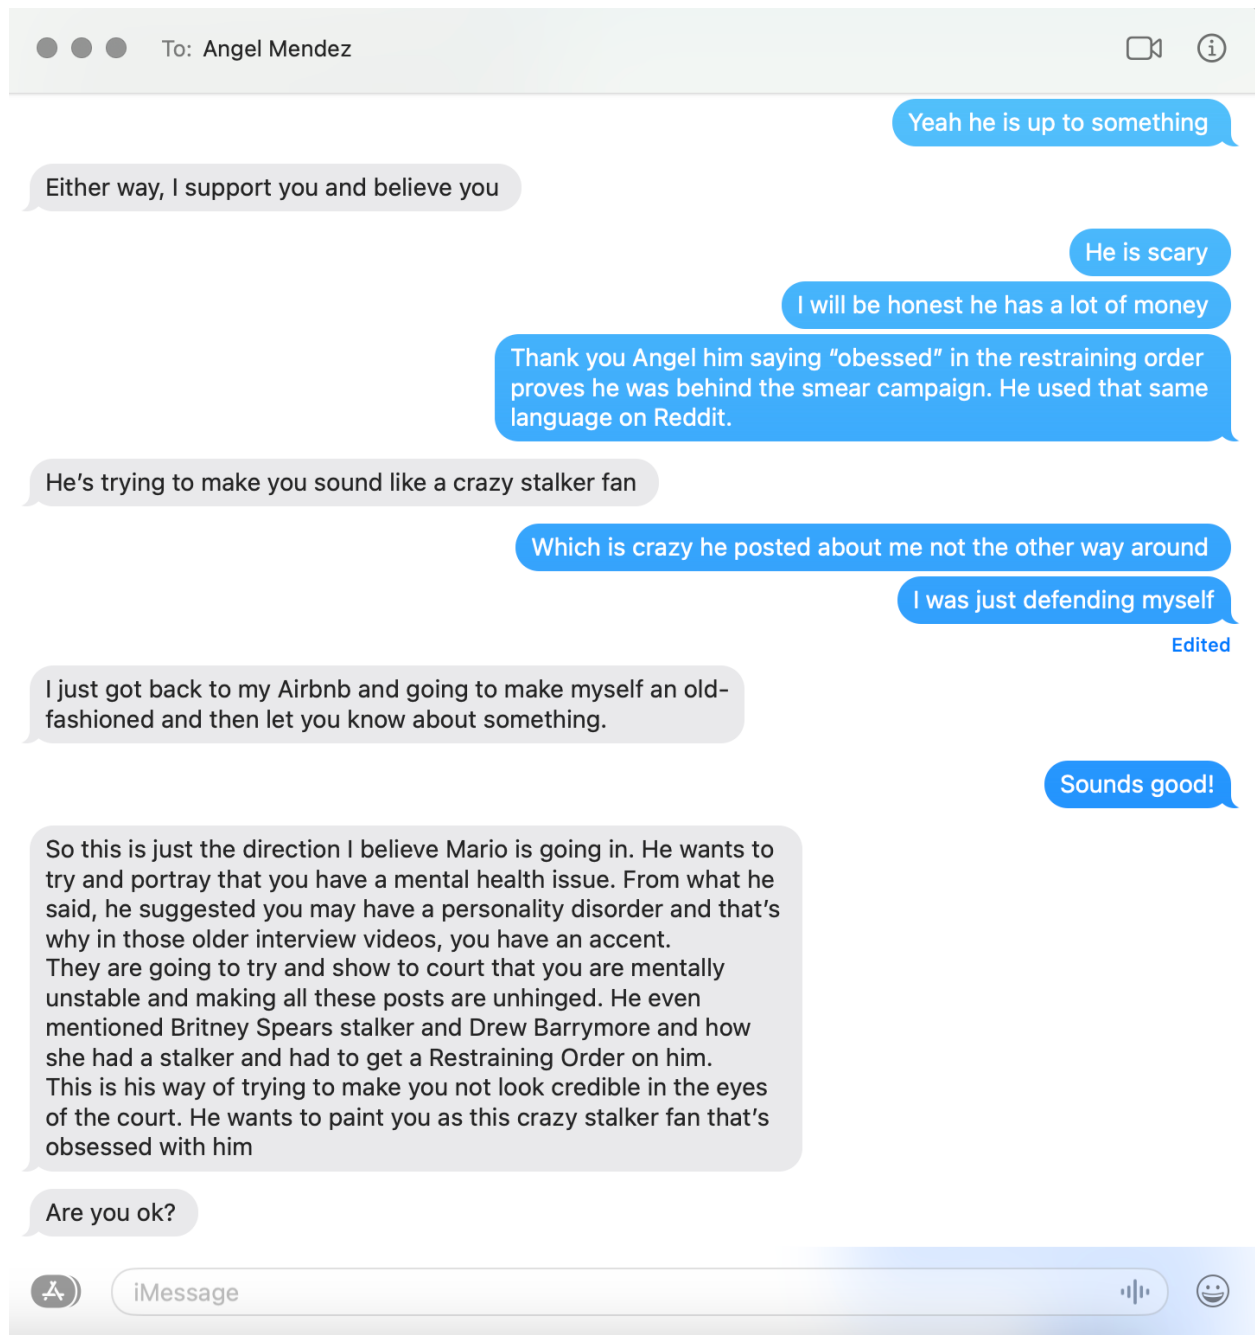 To: Angel Mendez
Yeah he is up to something
Either way, I support you and believe you
He is scary
I will be honest he has a lot of money
Thank you Angel him saying “obessed” in the restraining order
proves he was behind the smear campaign. He used that same
language on Reddit.
He’s trying to make you sound like a crazy stalker fan
Which is crazy he posted about me not the other way around
I was just defending myself
Edited
I just got back to my Airbnb and going to make myself an old-
fashioned and then let you know about something.
Sounds good!
So this is just the direction I believe Mario is going in. He wants to
try and portray that you have a mental health issue. From what he
said, he suggested you may have a personality disorder and that’s
why in those older interview videos, you have an accent.
They are going to try and show to court that you are mentally
unstable and making all these posts are unhinged. He even
mentioned Britney Spears stalker and Drew Barrymore and how
she had a stalker and had to get a Restraining Order on him.
This is his way of trying to make you not look credible in the eyes
of the court. He wants to paint you as this crazy stalker fan that’s
obsessed with him
Are you ok?
iMessage